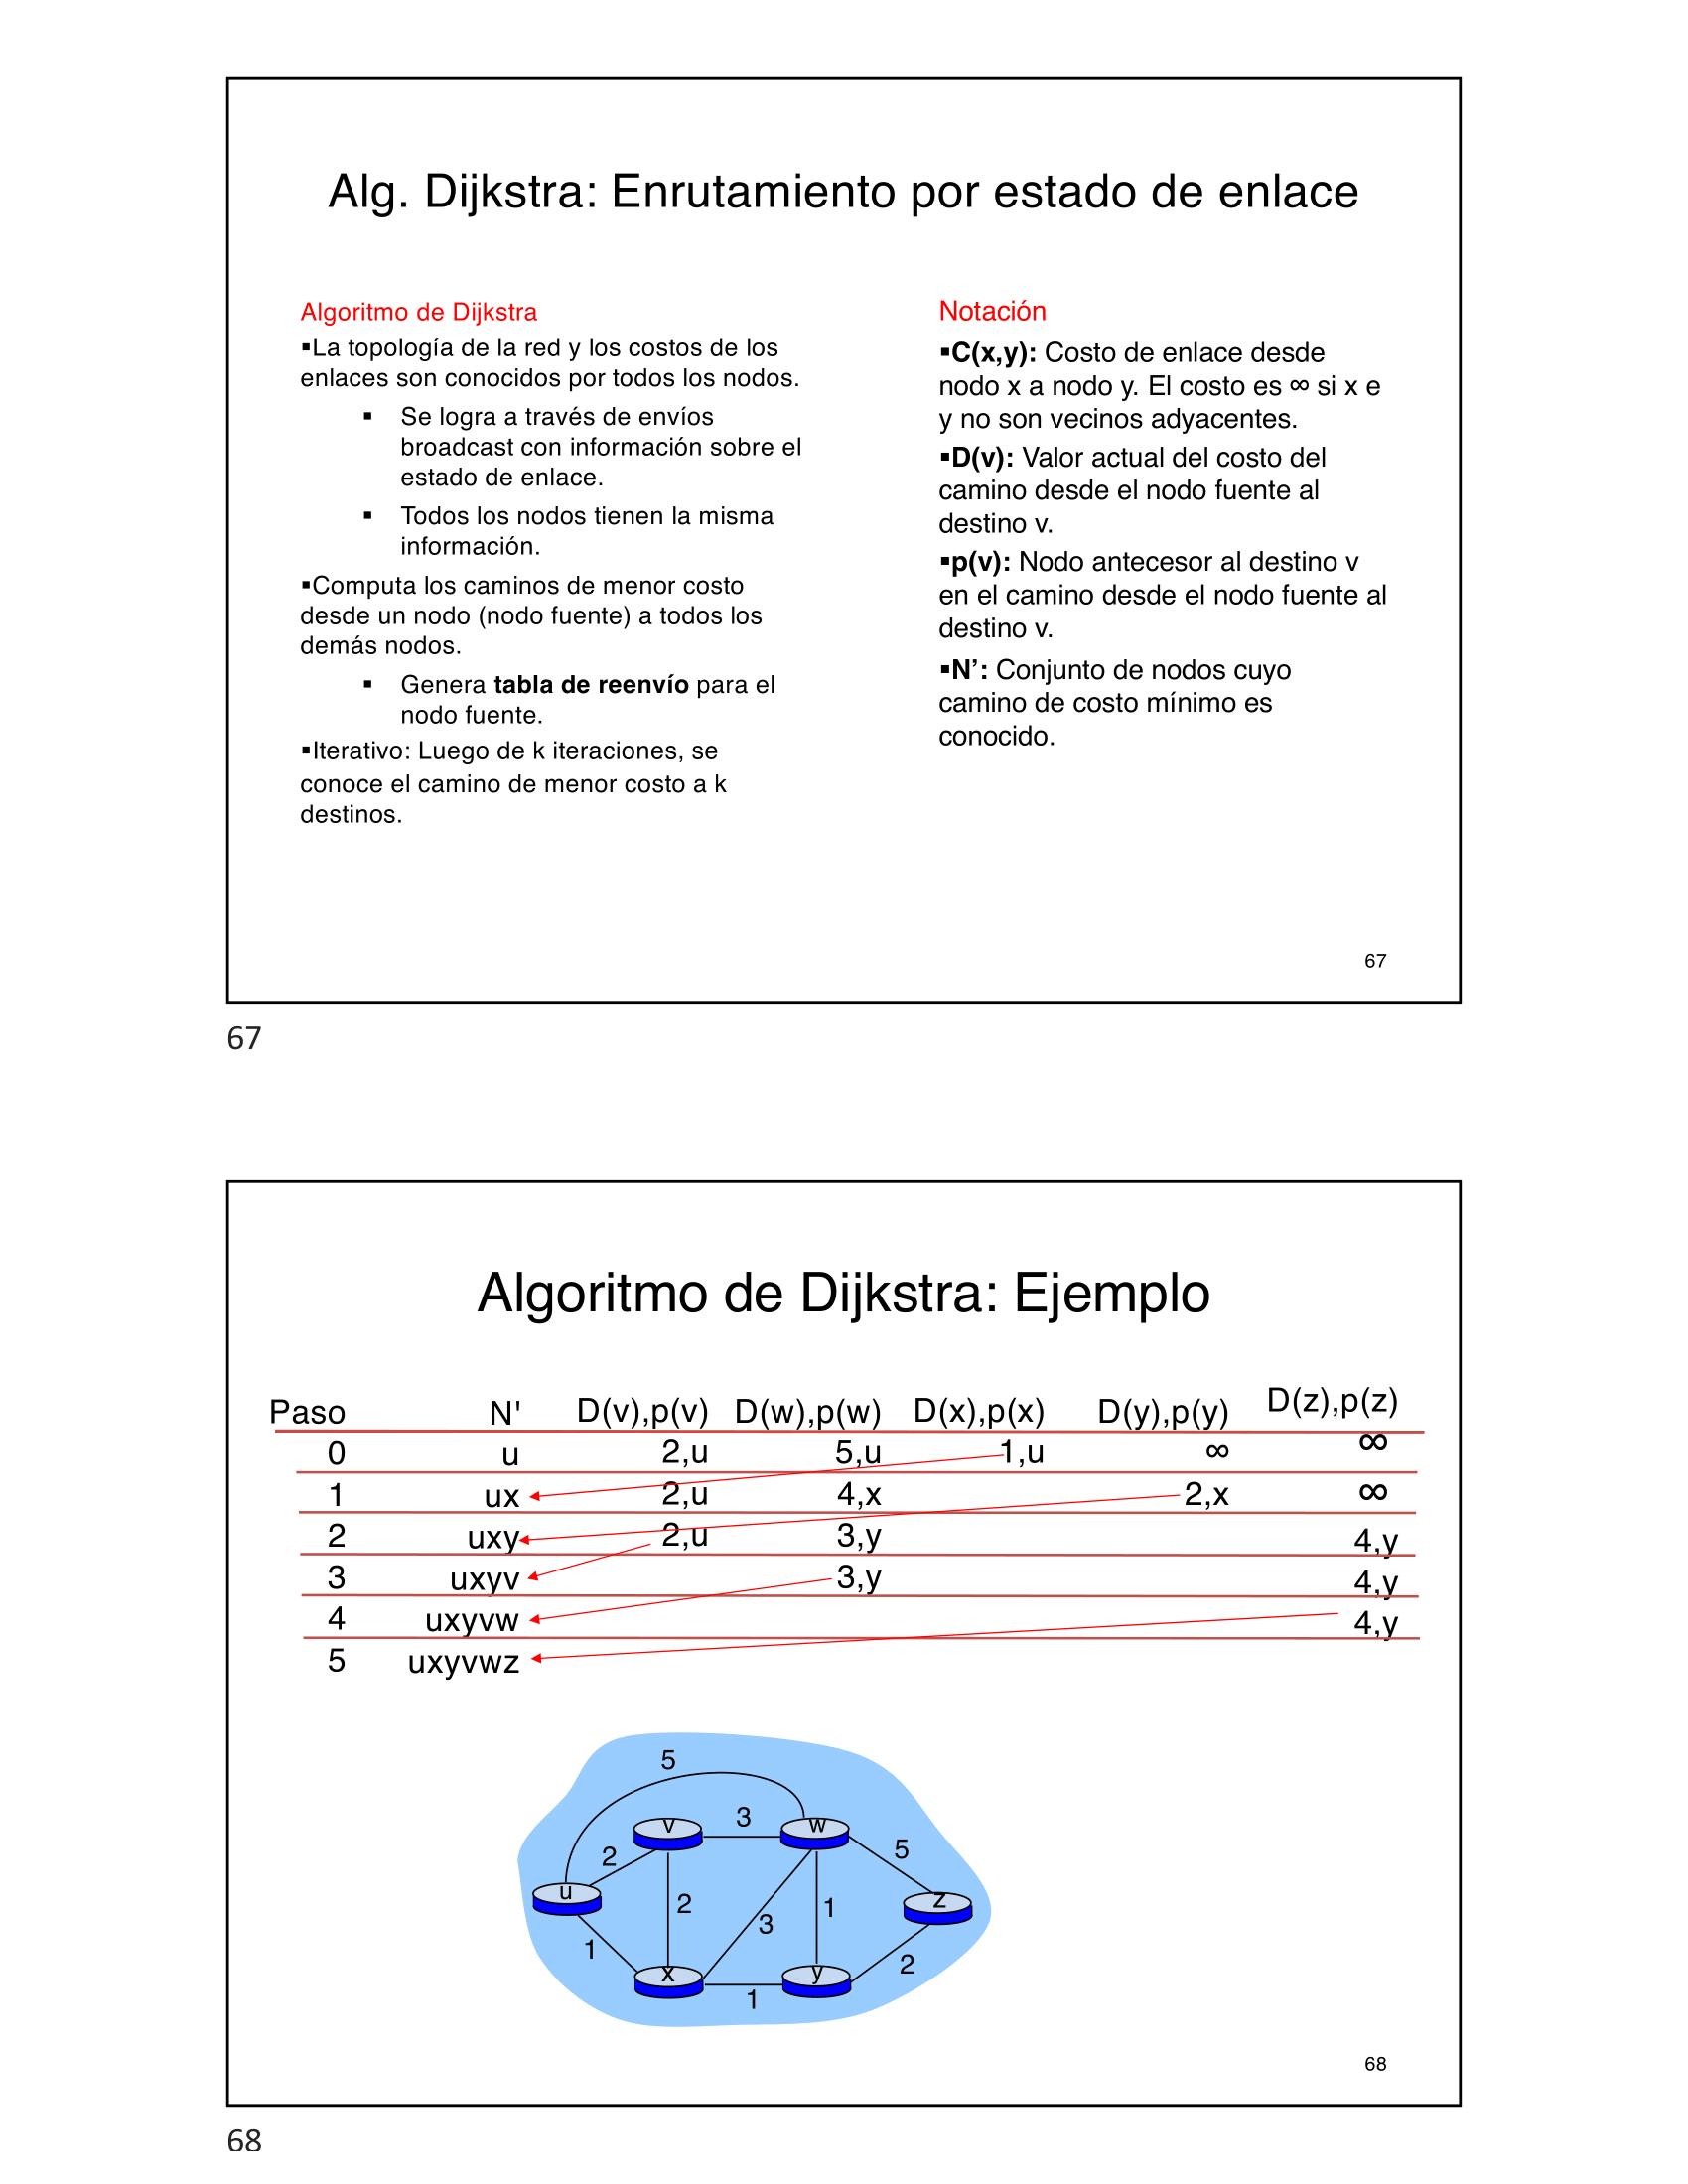 Alg. Dijkstra: Enrutamiento por estado de enlace
Algoritmo de Dijkstra
▪La topología de la red y los costos de los
enlaces son conocidos por todos los nodos.
▪ Se logra a través de envíos
broadcast con información sobre el
estado de enlace.
▪ Todos los nodos tienen la misma
información.
▪Computa los caminos de menor costo
desde un nodo (nodo fuente) a todos los
demás nodos.
▪ Genera tabla de reenvío para el
nodo fuente.
▪Iterativo: Luego de k iteraciones, se
conoce el camino de menor costo a k
destinos.
Notación
▪C(x,y): Costo de enlace desde
nodo x a nodo y. El costo es ∞ si x e
y no son vecinos adyacentes.
▪D(v): Valor actual del costo del
camino desde el nodo fuente al
destino v.
▪p(v): Nodo antecesor al destino v
en el camino desde el nodo fuente al
destino v.
▪N’: Conjunto de nodos cuyo
camino de costo mínimo es
conocido.
67
67
Algoritmo de Dijkstra: Ejemplo
Paso N' D(v),p(v) D(w),p(w) D(x),p(x) D(y),p(y) D(z),p(z)
0 u 2,u 5,u 1,u ∞ ∞
1 ux 2,u 4,x 2,x ∞
2 uxy 2,u 3,y 4,y
3 uxyv 3,y 4,y
4 uxyvw 4,y
5 uxyvwz
5
3
v w
2 5
u
2 1 z
3
1 2
x y
1
68
68